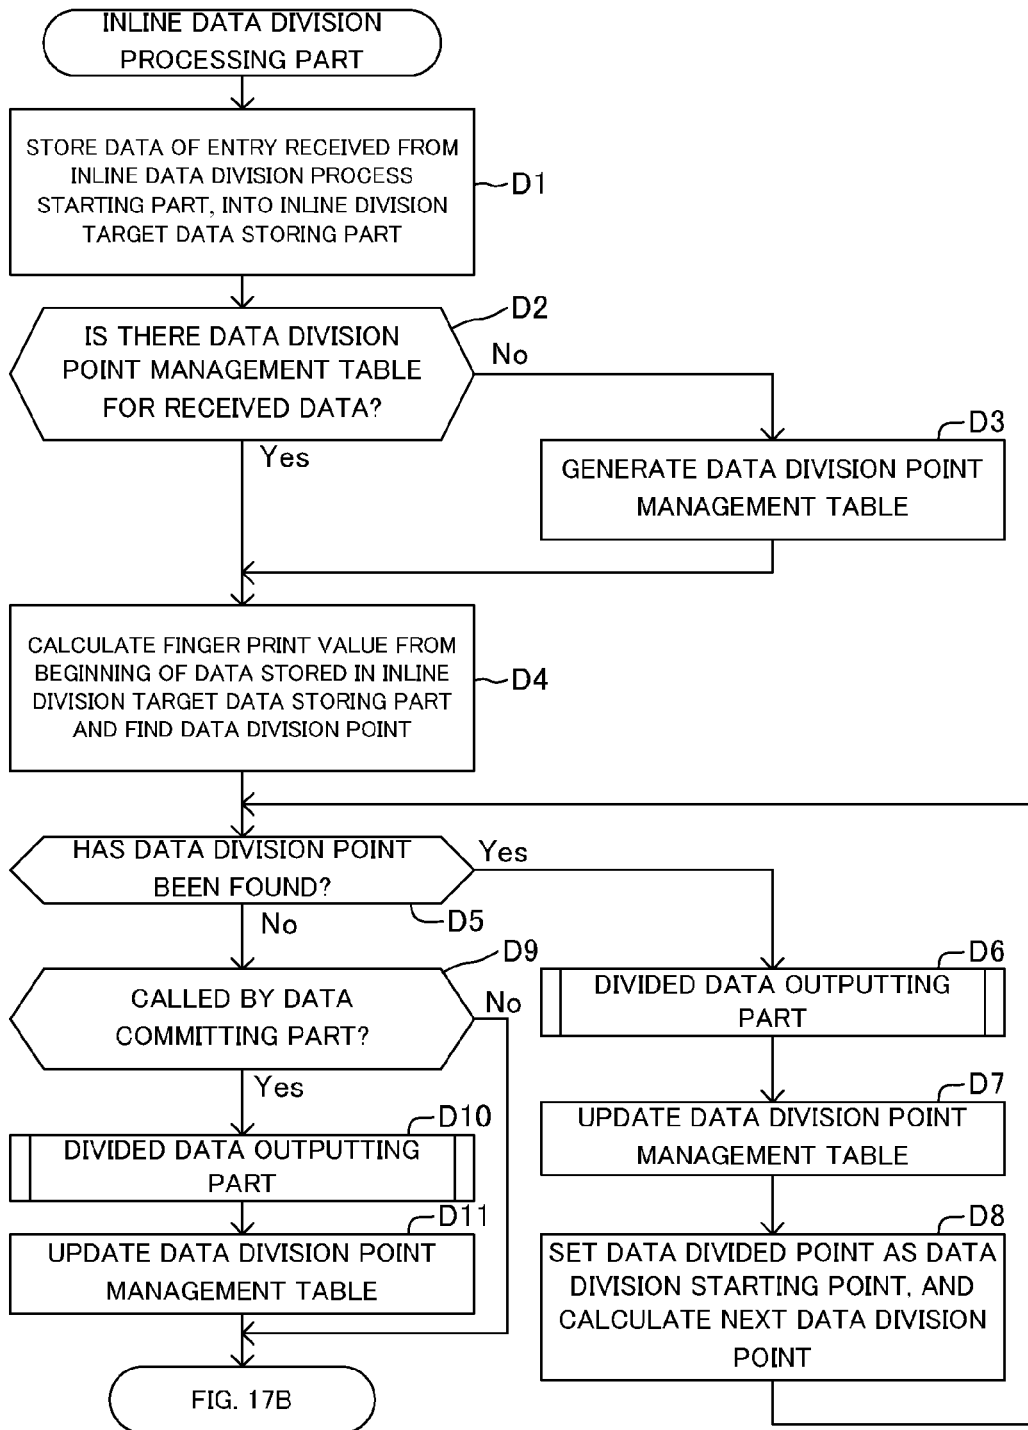 INLINE DATA DIVISION
PROCESSING PART
STORE DATA OF ENTRY RECEIVED FROM
INLINE DATA DIVISION PROCESS
STARTING PART, INTO INLINE DIVISION
TARGET DATA STORING PART
D1
IS THERE DATA DIVISION
POINT MANAGEMENT TABLE
FOR RECEIVED DATA?
D2
No
Yes
D3
GENERATE DATA DIVISION POINT
MANAGEMENT TABLE
CALCULATE FINGER PRINT VALUE FROM
BEGINNING OF DATA STORED IN INLINE
DIVISION TARGET DATA STORING PART
AND FIND DATA DIVISION POINT
D4
HAS DATA DIVISION POINT
BEEN FOUND?
Yes
D5
No
D9
CALLED BY DATA
COMMITTING PART?
No
Yes
D6
DIVIDED DATA OUTPUTTING
PART
D7
UPDATE DATA DIVISION POINT
MANAGEMENT TABLE
D10
DIVIDED DATA OUTPUTTING
PART
D11
UPDATE DATA DIVISION POINT
MANAGEMENT TABLE
D8
SET DATA DIVIDED POINT AS DATA
DIVISION STARTING POINT, AND
CALCULATE NEXT DATA DIVISION
POINT
FIG. 17B